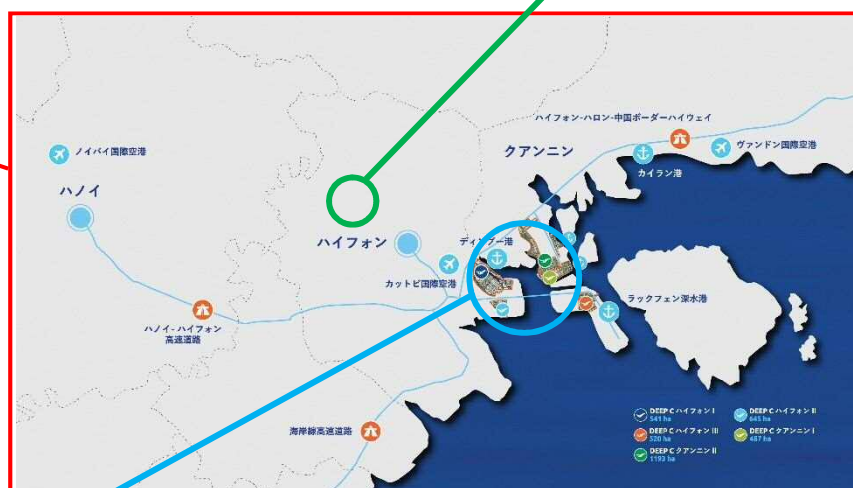 ハイフォン-ハロン-中国ボーダーハイウェイ
ノイバイ国際空港
クアンニン
ヴァンドン国際空港
カイラン港
ハノイ
ハイフォン
ディンブー港
カットビ国際空港
ラックフェン深水港
ハノイ - ハイフォン
高速道路
海岸線高速道路
DEEP C ハイフォン I
541 ha
DEEP C ハイフォン II
645 ha
DEEP C ハイフォン III
520 ha
DEEP C クアンニン I
487 ha
DEEP C クアンニン II
1193 ha